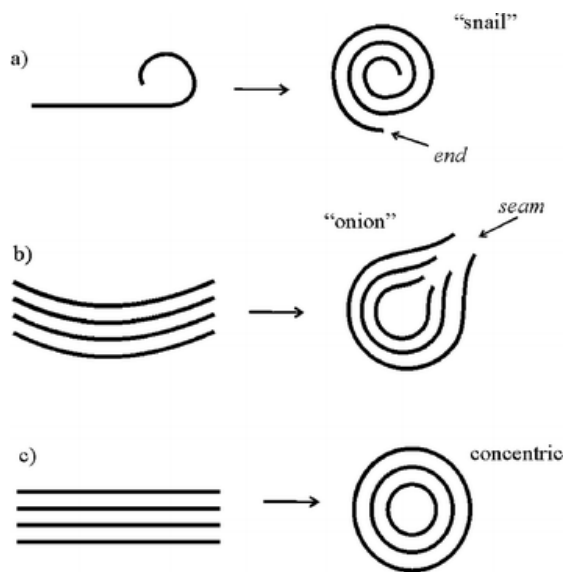 “snail”
a)
end
seam
“onion”
b)
c)
concentric